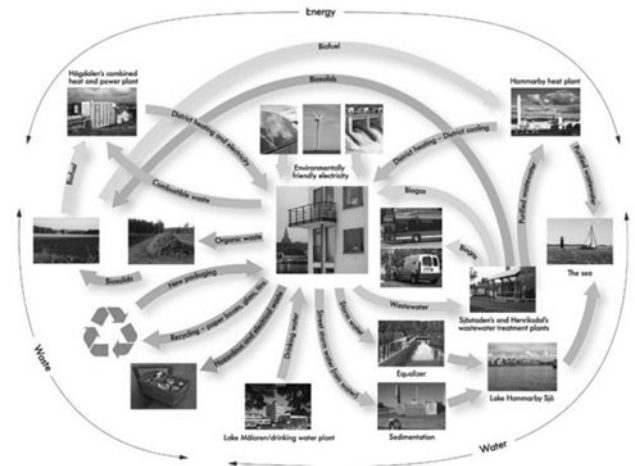 Energy
Biofuel
Högdalen's combined
heat and power plant
Biosolids
Hammarby heat plant
District heating and electricity
District heating – District cooling
Purified wastewater
Environmentally
friendly electricity
Biofuel
Combustible waste
Biogas
Purified wastewater
Organic waste
Biogas
The sea
Biosolids
New packaging
Wastewater
Sjöstaden's and Henriksdal's
wastewater treatment plants
Recycling – paper, boxes, glass, tins
Hazardous and electrical waste
Drinking water
Street storm water (rain water)
Storm water
Equalizer
Waste
Lake Hammarby Sjö
Lake Mälaren/drinking water plant
Sedimentation
Water